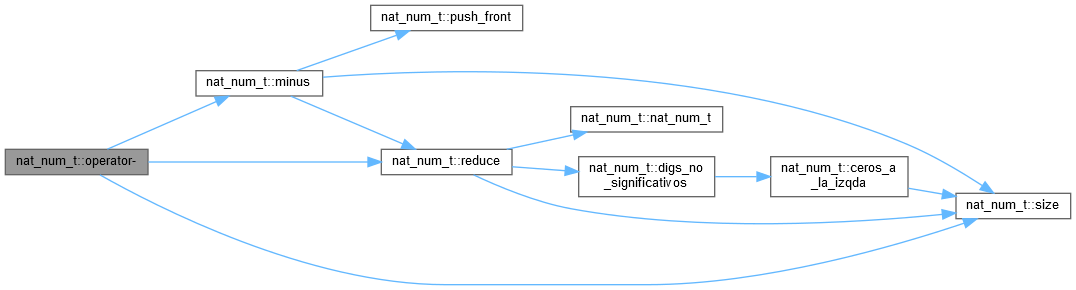 nat_num_t::push_front
nat_num_t::minus
nat_num_t::nat_num_t
nat_num_t::operator-
nat_num_t::reduce
nat_num_t::digs_no
_significativos
nat_num_t::ceros_a
_la_izqda
nat_num_t::size